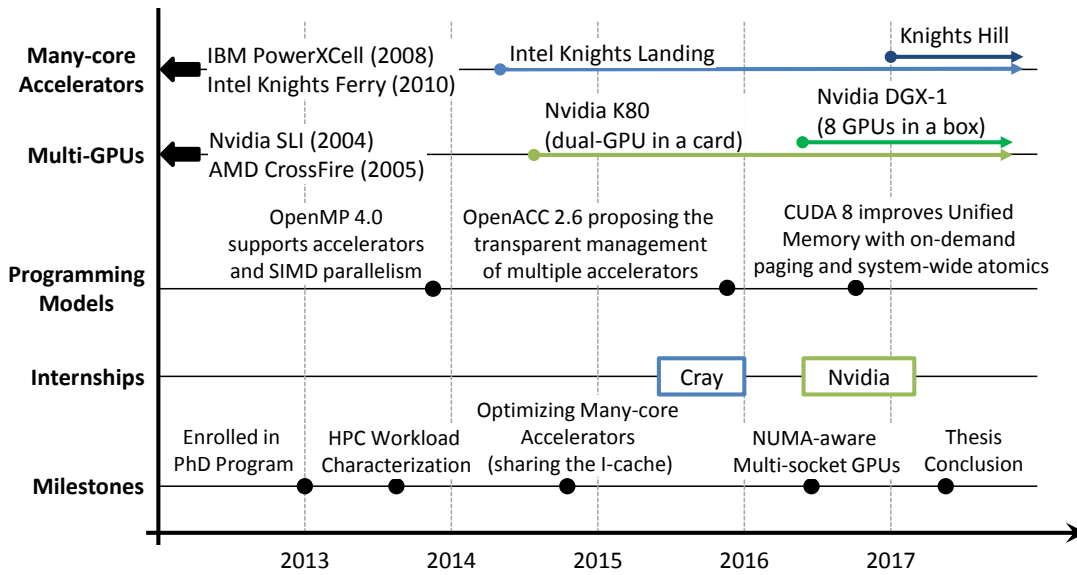 Many-core
Accelerators
IBM PowerXCell (2008)
Intel Knights Ferry (2010)
Intel Knights Landing
Knights Hill
Multi-GPUs
Nvidia SLI (2004)
AMD CrossFire (2005)
Nvidia K80
(dual-GPU in a card)
Nvidia DGX-1
(8 GPUs in a box)
Programming
Models
OpenMP 4.0
supports accelerators
and SIMD parallelism
OpenACC 2.6 proposing the
transparent management
of multiple accelerators
CUDA 8 improves Unified
Memory with on-demand
paging and system-wide atomics
Internships
Cray
Nvidia
Milestones
Enrolled in
PhD Program
HPC Workload
Characterization
Optimizing Many-core
Accelerators
(sharing the I-cache)
NUMA-aware
Multi-socket GPUs
Thesis
Conclusion
2013
2014
2015
2016
2017